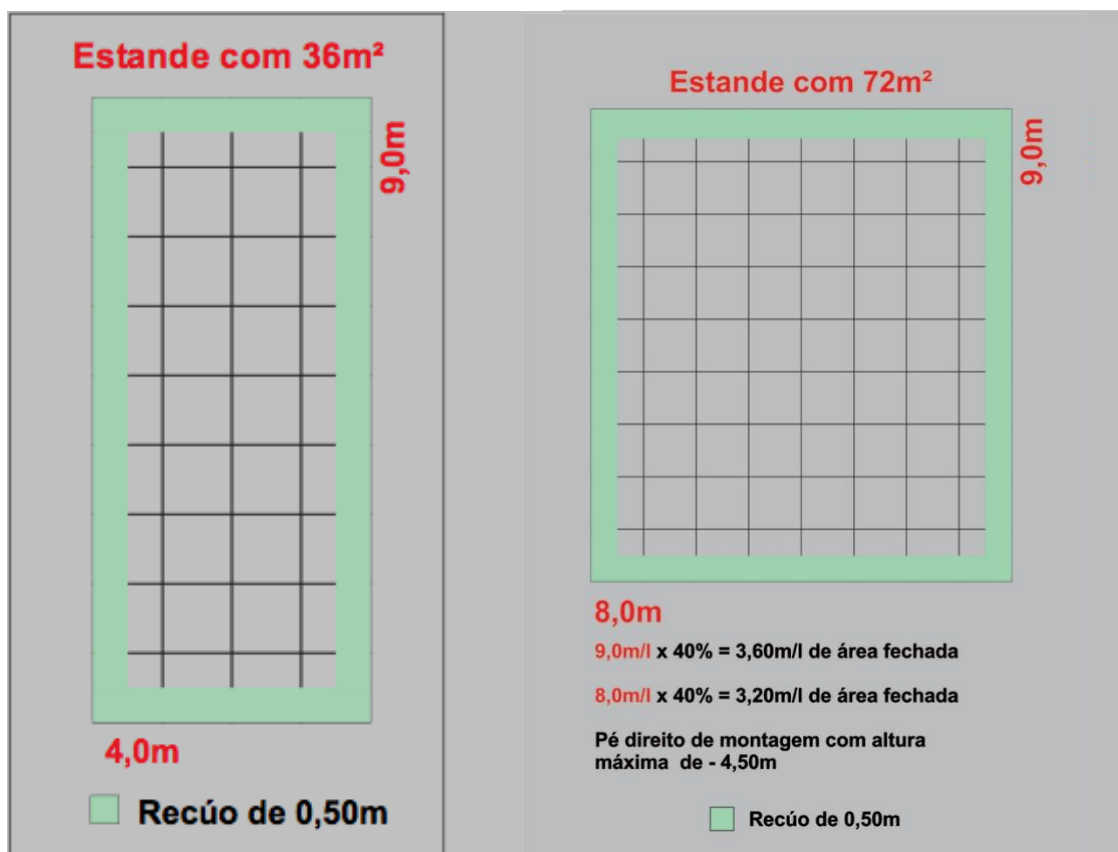 Estande com 36m²
9,0m
4,0m
Recúo de 0,50m
Estande com 72m²
9,0m
8,0m
9,0m/l x 40% = 3,60m/l de área fechada
8,0m/l x 40% = 3,20m/l de área fechada
Pé direito de montagem com altura
máxima de - 4,50m
Recúo de 0,50m